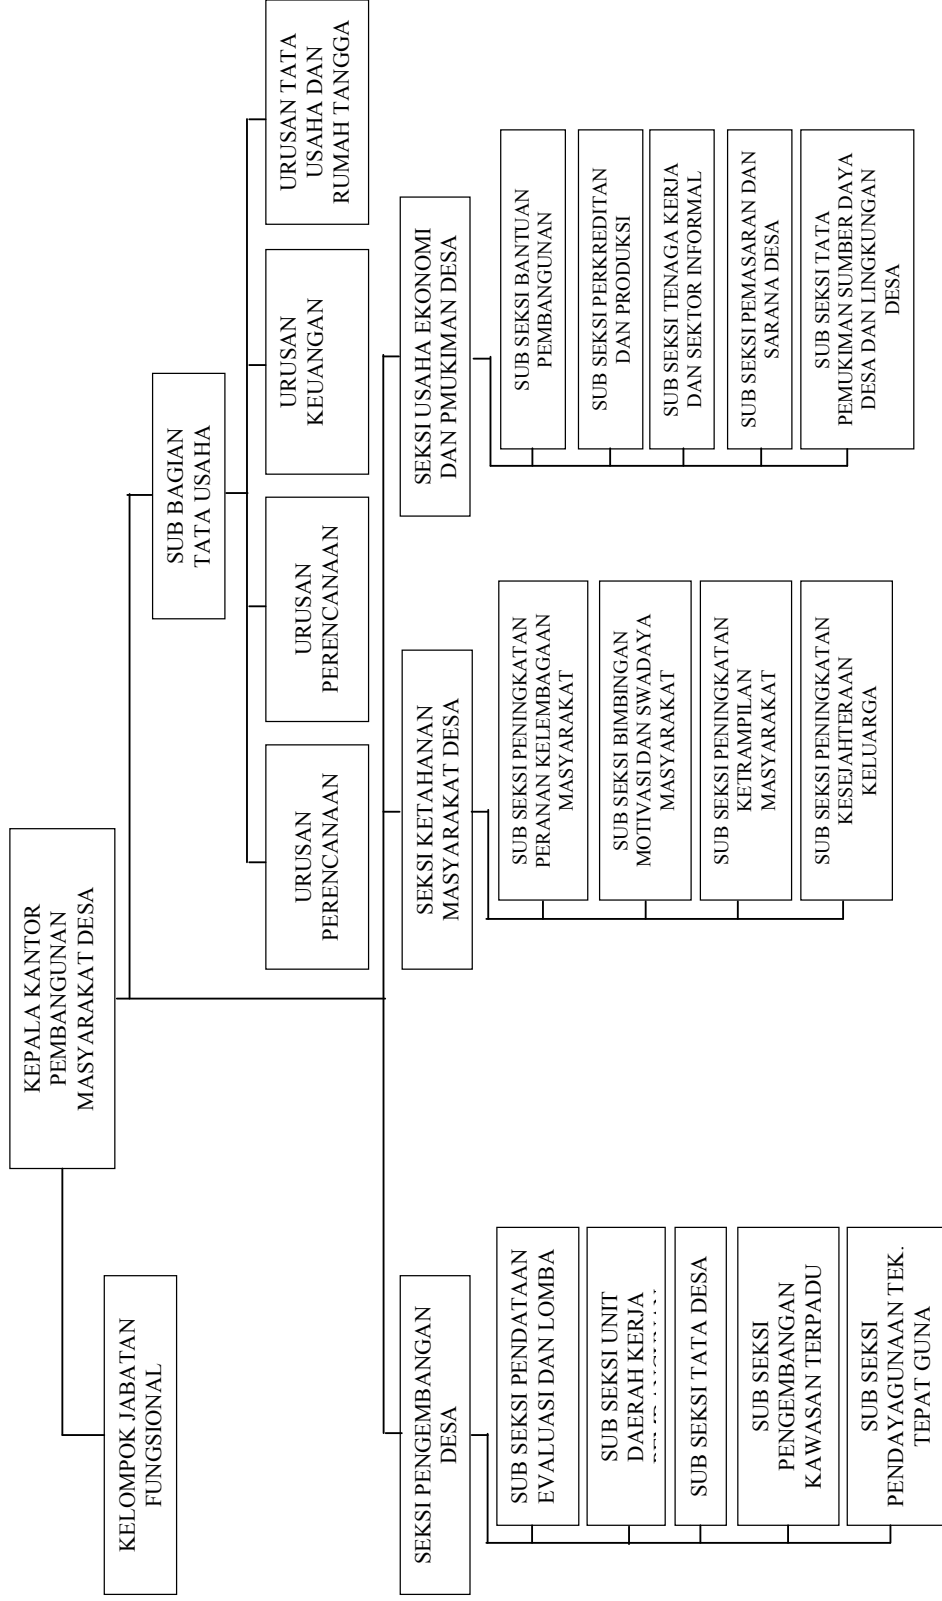 KEPALA KANTOR
PEMBANGUNAN
MASYARAKAT DESA
KELOMPOK JABATAN
FUNGSIONAL
SUB BAGIAN
TATA USAHA
URUSAN
PERENCANAAN
URUSAN
PERENCANAAN
URUSAN
KEUANGAN
URUSAN TATA
USAHA DAN
RUMAH TANGGA
SEKSI PENGEMBANGAN
DESA
SUB SEKSI PENDATAAN
EVALUASI DAN LOMBA
SUB SEKSI UNIT
DAERAH KERJA
SUB SEKSI TATA DESA
SUB SEKSI
PENGEMBANGAN
KAWASAN TERPADU
SUB SEKSI
PENDAYAGUNAAN TEK.
TEPAT GUNA
SEKSI KETAHANAN
MASYARAKAT DESA
SUB SEKSI PENINGKATAN
PERANAN KELEMBAGAAN
MASYARAKAT
SUB SEKSI BIMBINGAN
MOTIVASI DAN SWADAYA
MASYARAKAT
SUB SEKSI PENINGKATAN
KETRAMPILAN
MASYARAKAT
SUB SEKSI PENINGKATAN
KESEJAHTERAAN
KELUARGA
SEKSI USAHA EKONOMI
DAN PMUKIMAN DESA
SUB SEKSI BANTUAN
PEMBANGUNAN
SUB SEKSI PERKREDITAN
DAN PRODUKSI
SUB SEKSI TENAGA KERJA
DAN SEKTOR INFORMAL
SUB SEKSI PEMASARAN DAN
SARANA DESA
SUB SEKSI TATA
PEMUKIMAN SUMBER DAYA
DESA DAN LINGKUNGAN
DESA